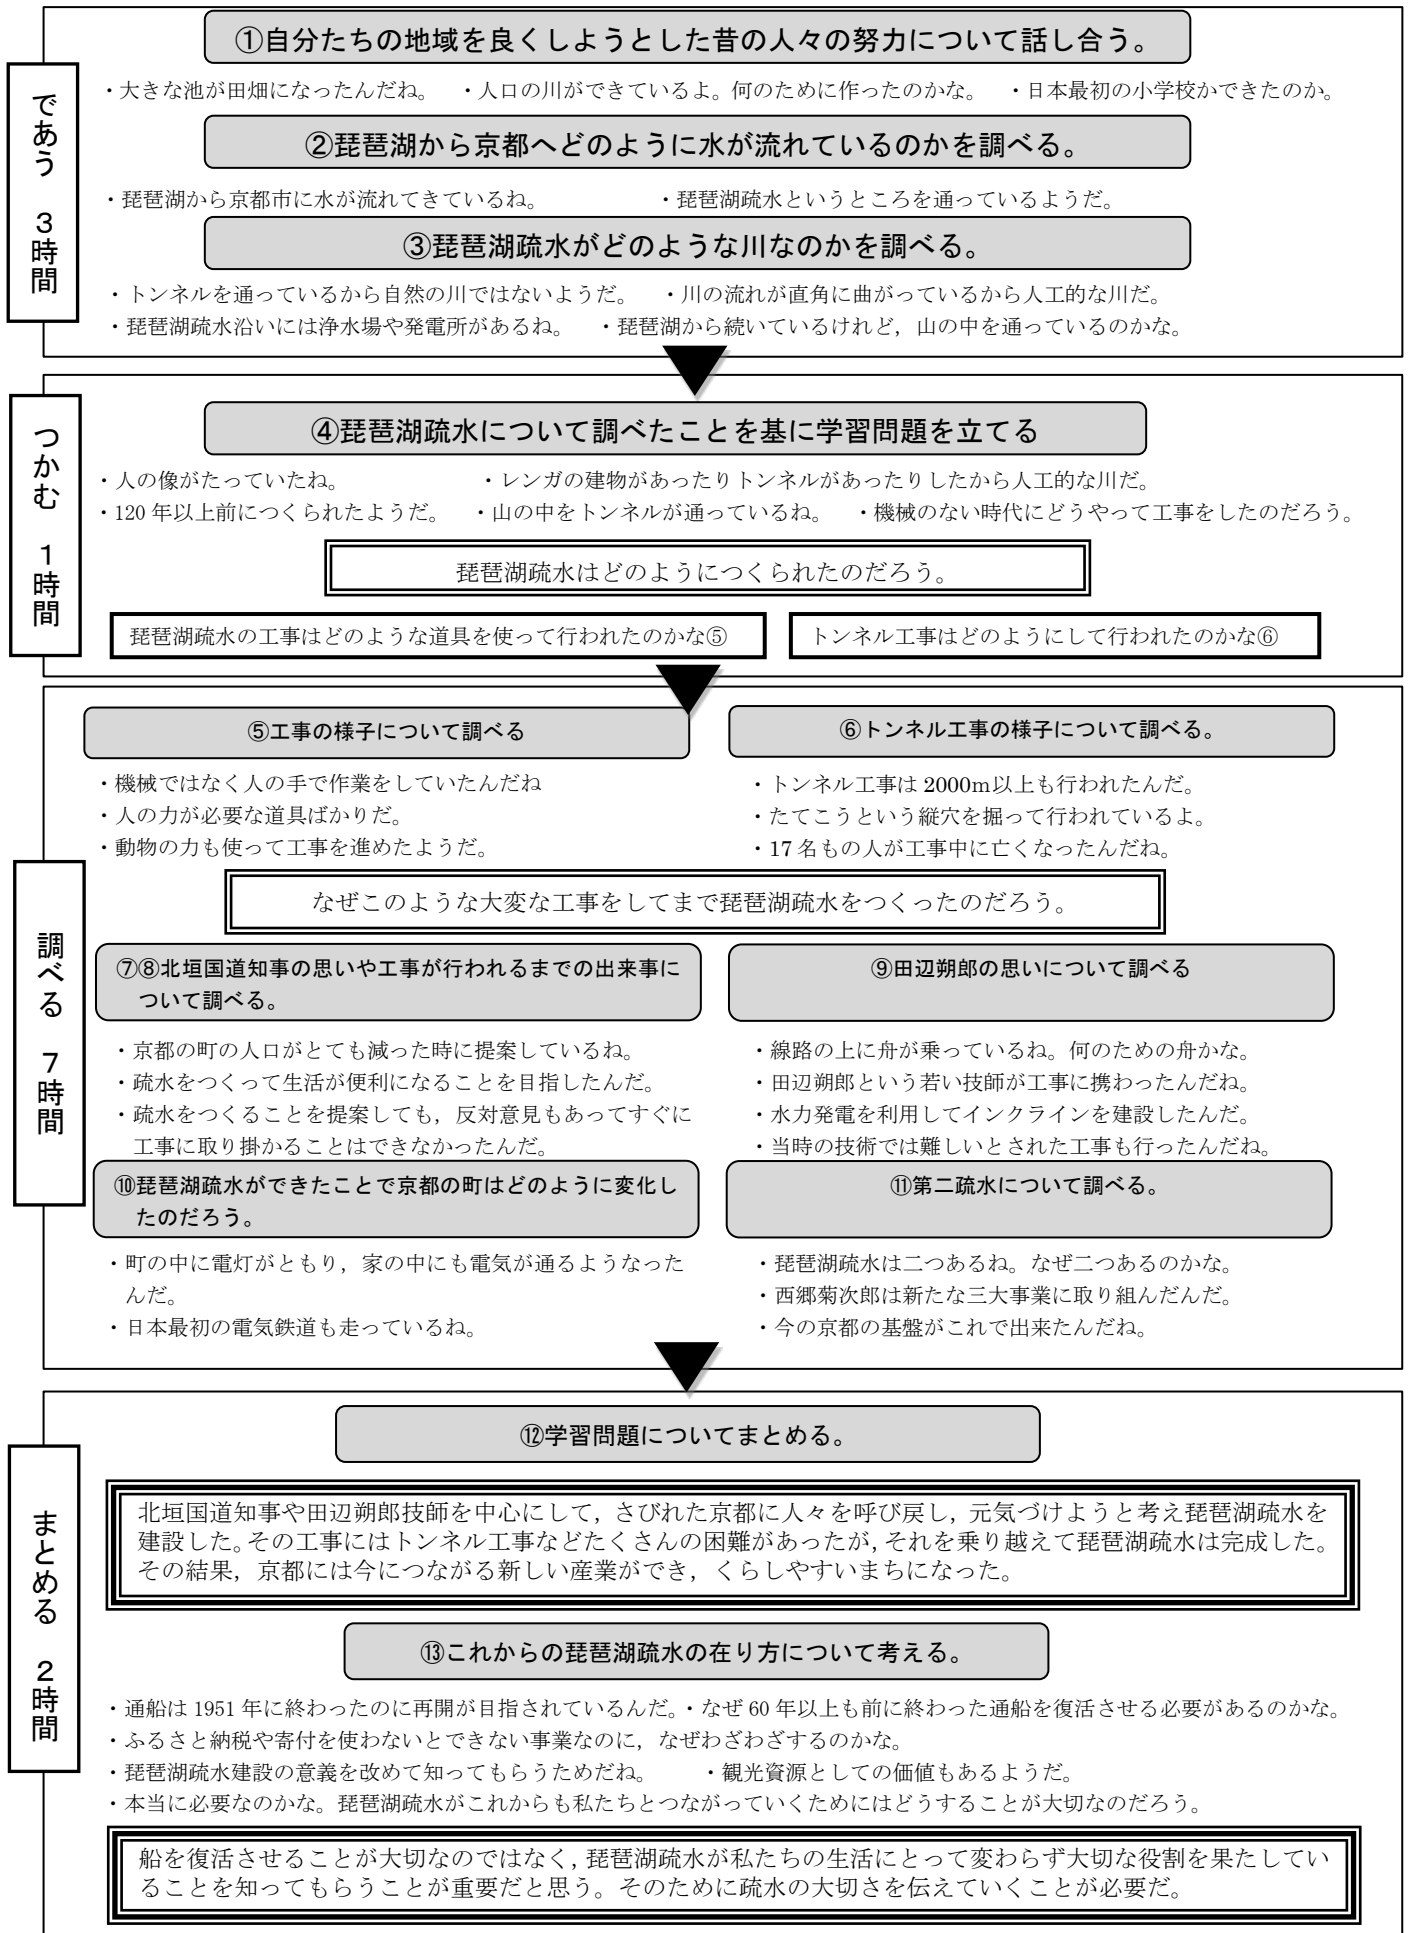 ①自分たちの地域を良くしようとした昔の人々の努力について話し合う。
であう 3時間
・大きな池が田畑になったんだね。 ・人口の川ができているよ。何のために作ったのかな。 ・日本最初の小学校かできたのか。
②琵琶湖から京都へどのように水が流れているのかを調べる。
・琵琶湖から京都市に水が流れてきているね。 ・琵琶湖疏水というところを通っているようだ。
③琵琶湖疏水がどのような川なのかを調べる。
・トンネルを通っているから自然の川ではないようだ。 ・川の流れが直角に曲がっているから人工的な川だ。
・琵琶湖疏水沿いには浄水場や発電所があるね。 ・琵琶湖から続いているけれど，山の中を通っているのかな。
つかむ 1時間
④琵琶湖疏水について調べたことを基に学習問題を立てる
・人の像がたっていたね。 ・レンガの建物があったりトンネルがあったりしたから人工的な川だ。
・120年以上前につくられたようだ。 ・山の中をトンネルが通っているね。 ・機械のない時代にどうやって工事をしたのだろう。
琵琶湖疏水はどのようにつくられたのだろう。
琵琶湖疏水の工事はどのような道具を使って行われたのかな⑤
トンネル工事はどのようにして行われたのかな⑥
調べる 7時間
⑤工事の様子について調べる
・機械ではなく人の手で作業をしていたんだね
・人の力が必要な道具ばかりだ。
・動物の力も使って工事を進めたようだ。
⑥トンネル工事の様子について調べる。
・トンネル工事は2000m以上も行われたんだ。
・たてこうという縦穴を掘って行われているよ。
・17名もの人が工事中に亡くなったんだね。
なぜこのような大変な工事をしてまで琵琶湖疏水をつくったのだろう。
⑦⑧北垣国道知事の思いや工事が行われるまでの出来事に
ついて調べる。
・京都の町の人口がとても減った時に提案しているね。
・疏水をつくって生活が便利になることを目指したんだ。
・疏水をつくることを提案しても，反対意見もあってすぐに
工事に取り掛かることはできなかったんだ。
⑨田辺朔郎の思いについて調べる
・線路の上に舟が乗っているね。何のための舟かな。
・田辺朔郎という若い技師が工事に携わったんだね。
・水力発電を利用してインクラインを建設したんだ。
・当時の技術では難しいとされた工事も行ったんだね。
⑩琵琶湖疏水ができたことで京都の町はどのように変化し
たのだろう。
・町の中に電灯がともり，家の中にも電気が通るようなった
んだ。
・日本最初の電気鉄道も走っているね。
⑪第二疏水について調べる。
・琵琶湖疏水は二つあるね。なぜ二つあるのかな。
・西郷菊次郎は新たな三大事業に取り組んだんだ。
・今の京都の基盤がこれで出来たんだね。
まとめる 2時間
⑫学習問題についてまとめる。
北垣国道知事や田辺朔郎技師を中心にして，さびれた京都に人々を呼び戻し，元気づけようと考え琵琶湖疏水を
建設した。その工事にはトンネル工事などたくさんの困難があったが，それを乗り越えて琵琶湖疏水は完成した。
その結果，京都には今につながる新しい産業ができ，くらしやすいまちになった。
⑬これからの琵琶湖疏水の在り方について考える。
・通船は1951年に終わったのに再開が目指されているんだ。・なぜ60年以上も前に終わった通船を復活させる必要があるのかな。
・ふるさと納税や寄付を使わないとできない事業なのに，なぜわざわざするのかな。
・琵琶湖疏水建設の意義を改めて知ってもらうためだね。 ・観光資源としての価値もあるようだ。
・本当に必要なのかな。琵琶湖疏水がこれからも私たちとつながっていくためにはどうすることが大切なのだろう。
船を復活させることが大切なのではなく，琵琶湖疏水が私たちの生活にとって変わらず大切な役割を果たしてい
ることを知ってもらうことが重要だと思う。そのために疏水の大切さを伝えていくことが必要だ。